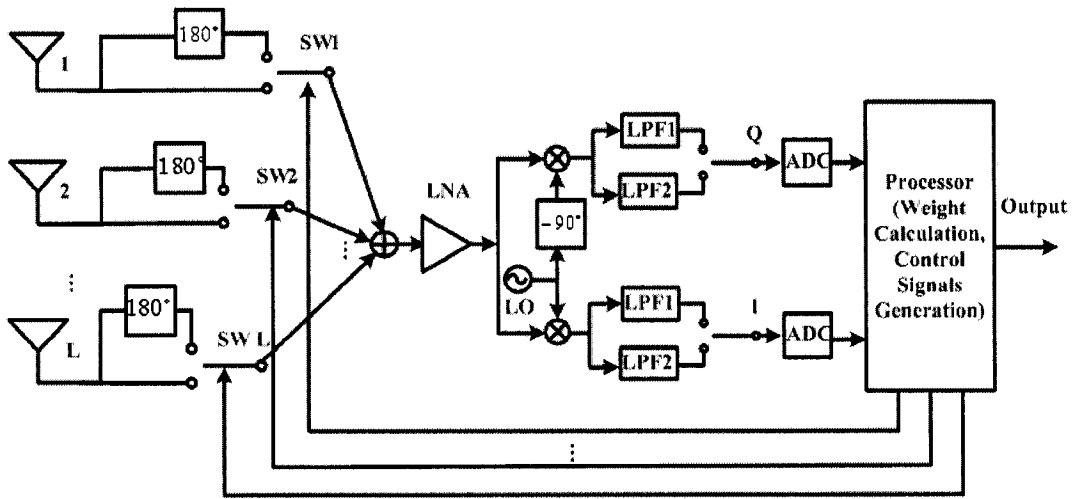 180°
SW1
1
180°
SW2
2
⋮
180°
SW L
L
LNA
⋮
LO
-90°
LPF1
LPF2
Q
ADC
LPF1
LPF2
I
ADC
Processor
(Weight
Calculation,
Control
Signals
Generation)
Output
⋮